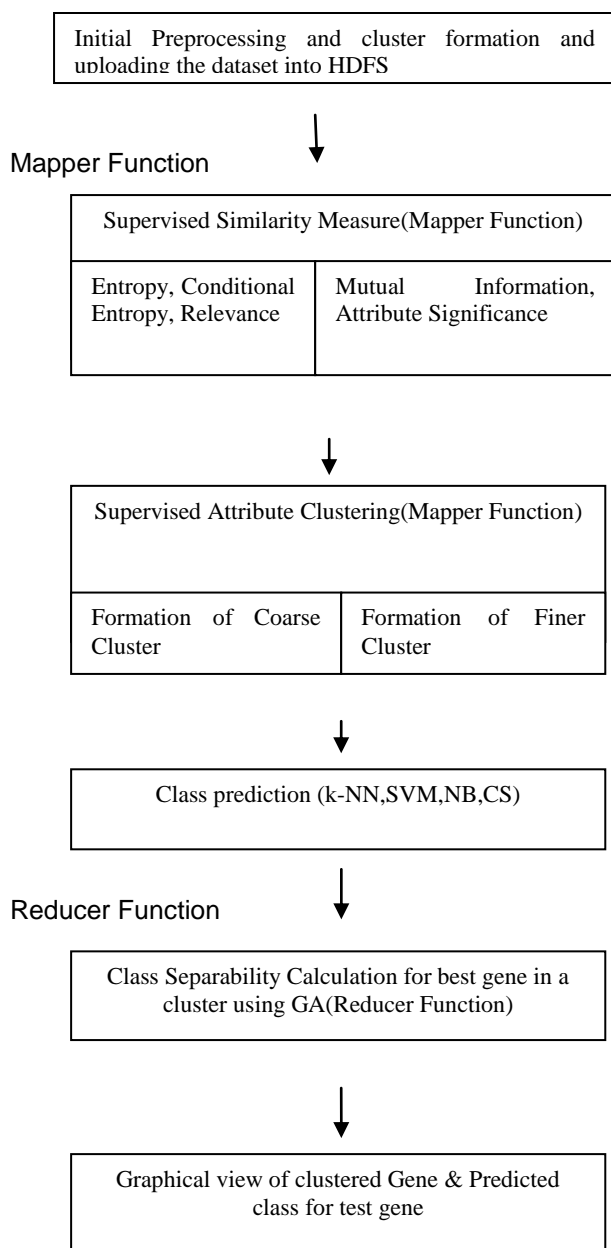 Initial Preprocessing and cluster formation and
uploading the dataset into HDFS
Mapper Function
Supervised Similarity Measure(Mapper Function)
Entropy, Conditional
Entropy, Relevance
Mutual Information,
Attribute Significance
Supervised Attribute Clustering(Mapper Function)
Formation of Coarse
Cluster
Formation of Finer
Cluster
Class prediction (k-NN,SVM,NB,CS)
Reducer Function
Class Separability Calculation for best gene in a
cluster using GA(Reducer Function)
Graphical view of clustered Gene & Predicted
class for test gene